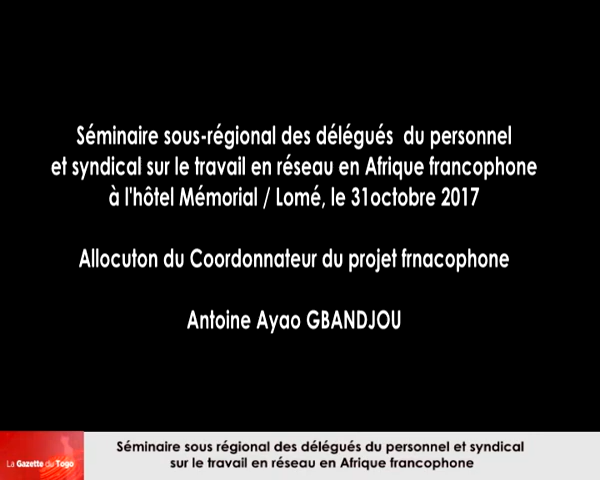 Séminaire sous-régional des délégués du personnel
et syndical sur le travail en réseau en Afrique francophone
à l'hôtel Mémorial / Lomé, le 31octobre 2017
Allocuton du Coordonnateur du projet frnacophone
Antoine Ayao GBANDJOU
La Gazette du Togo
Séminaire sous régional des délégués du personnel et syndical
sur le travail en réseau en Afrique francophone